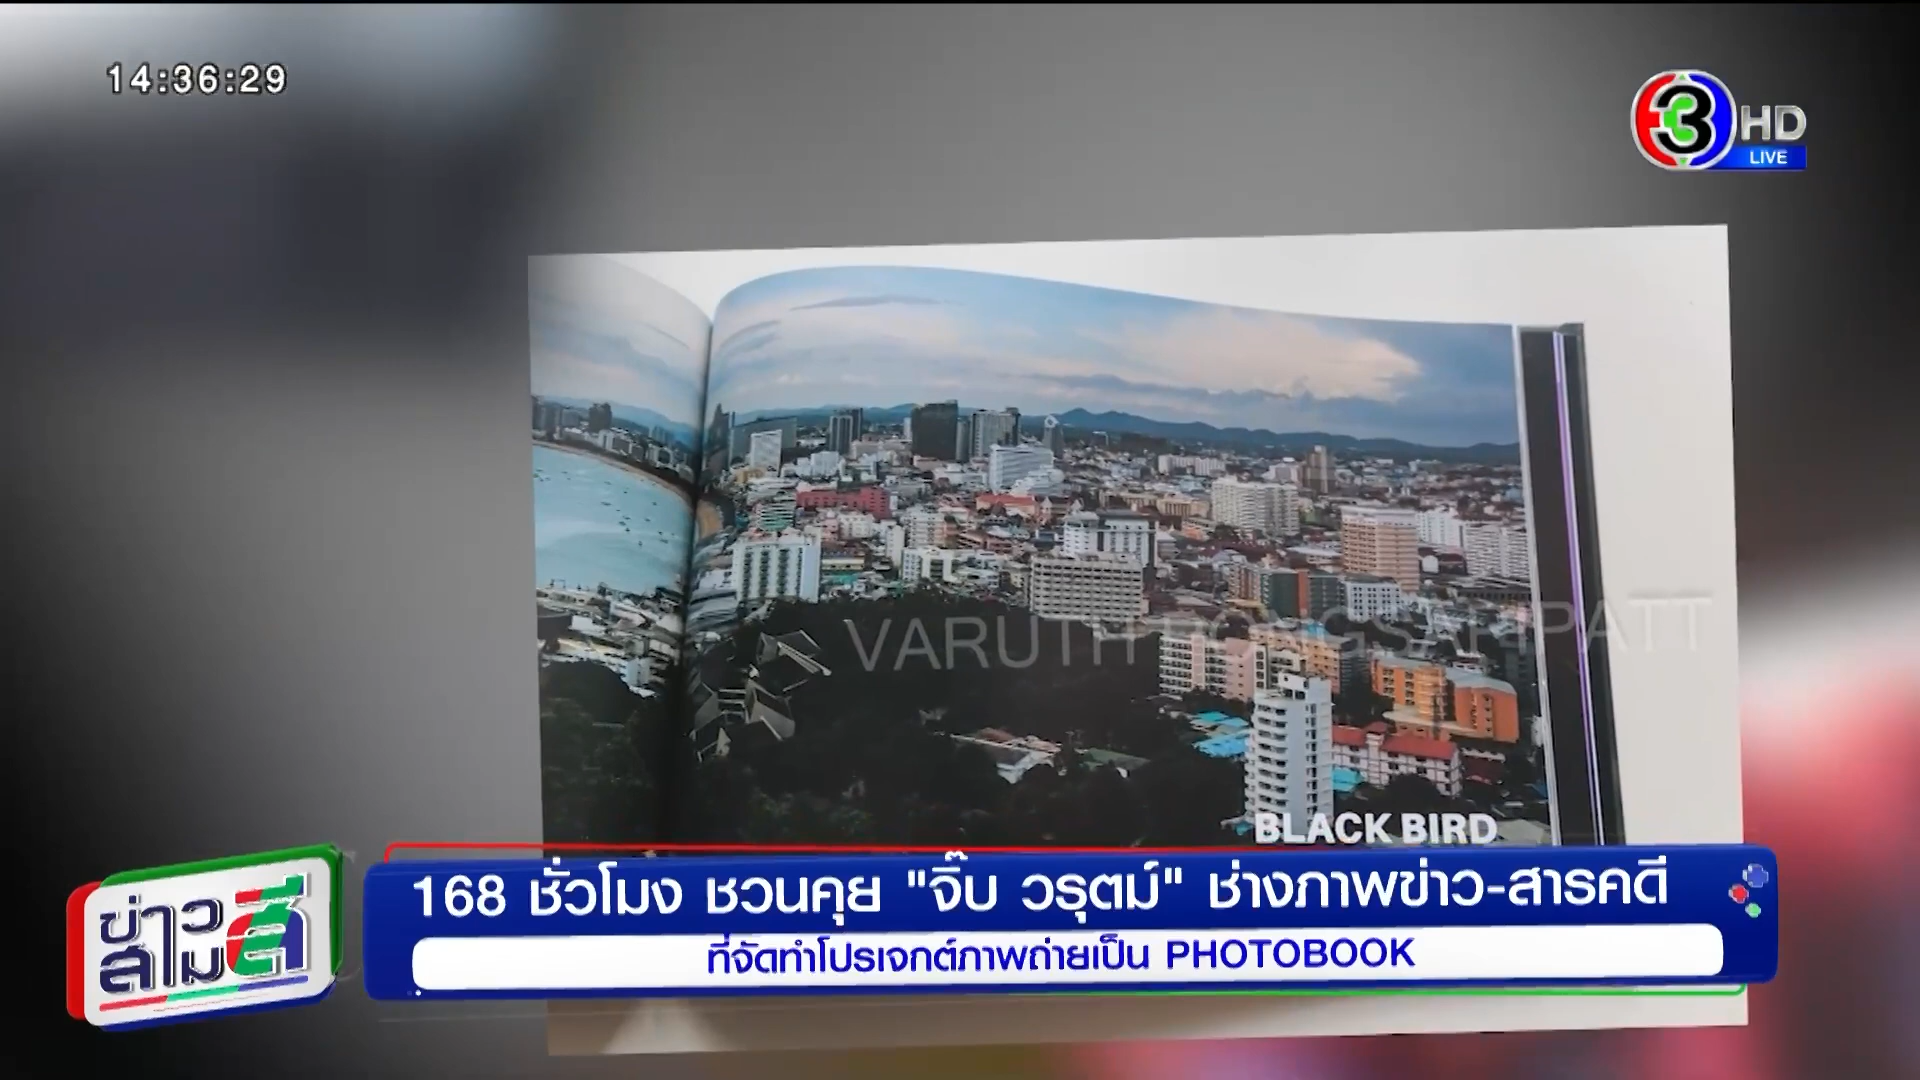 14:36:29
3 HD
LIVE
VARUTH PONGSAPIPATT
BLACK BIRD
168 ชั่วโมง ชวนคุย "จิ๊บ วรุตม์" ช่างภาพข่าว-สารคดี
ที่จัดทำโปรเจกต์ภาพถ่ายเป็น PHOTOBOOK
ข่าว
สามสี